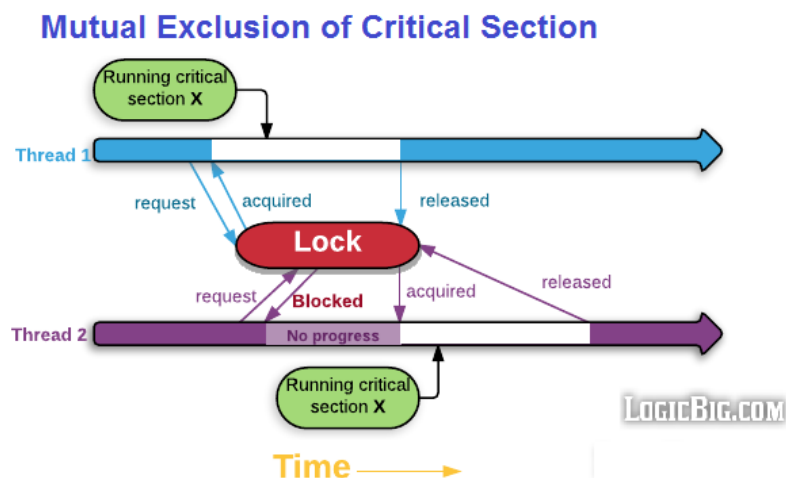 Mutual Exclusion of Critical Section
Running critical
section X
Thread 1
request
acquired
released
Lock
request
Blocked
acquired
released
Thread 2
No progress
Running critical
section X
LogicBig.com
Time